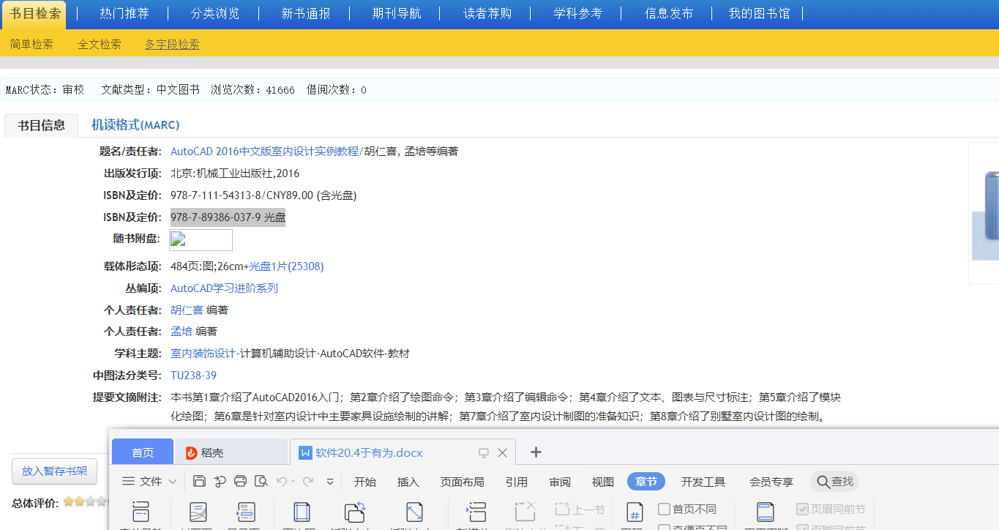 书目检索 热门推荐 分类浏览 新书通报 期刊导航 读者荐购 学科参考 信息发布 我的图书馆
简单检索 全文检索 多字段检索
MARC状态：审校 文献类型：中文图书 浏览次数：41666 借阅次数：0
书目信息 机读格式(MARC)
题名/责任者: AutoCAD 2016中文版室内设计实例教程/胡仁喜, 孟培等编著
出版发行项: 北京:机械工业出版社,2016
ISBN及定价: 978-7-111-54313-8/CNY89.00 (含光盘)
ISBN及定价: 978-7-89386-037-9 光盘
随书附盘:
载体形态项: 484页:图;26cm+光盘1片(25308)
丛编项: AutoCAD学习进阶系列
个人责任者: 胡仁喜 编著
个人责任者: 孟培 编著
学科主题: 室内装饰设计-计算机辅助设计-AutoCAD软件-教材
中图法分类号: TU238-39
提要文摘附注: 本书第1章介绍了AutoCAD2016入门；第2章介绍了绘图命令；第3章介绍了编辑命令；第4章介绍了文本、图表与尺寸标注；第5章介绍了模块
化绘图；第6章是针对室内设计中主要家具设施绘制的讲解；第7章介绍了室内设计制图的准备知识；第8章介绍了别墅室内设计图的绘制。
首页 稻壳 软件20.4于有为.docx
放入暂存书架
文件 开始 插入 页面布局 引用 审阅 视图 章节 开发工具 会员专享 查找
总体评价:
上一节 首页不同 页眉同前节